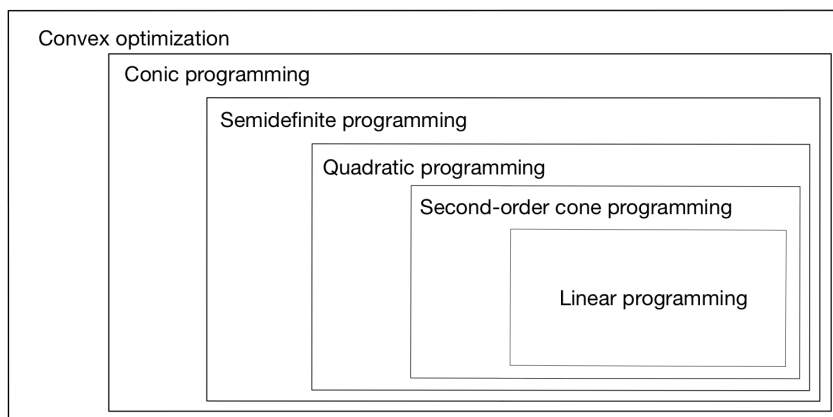 Convex optimization
Conic programming
Semidefinite programming
Quadratic programming
Second-order cone programming
Linear programming